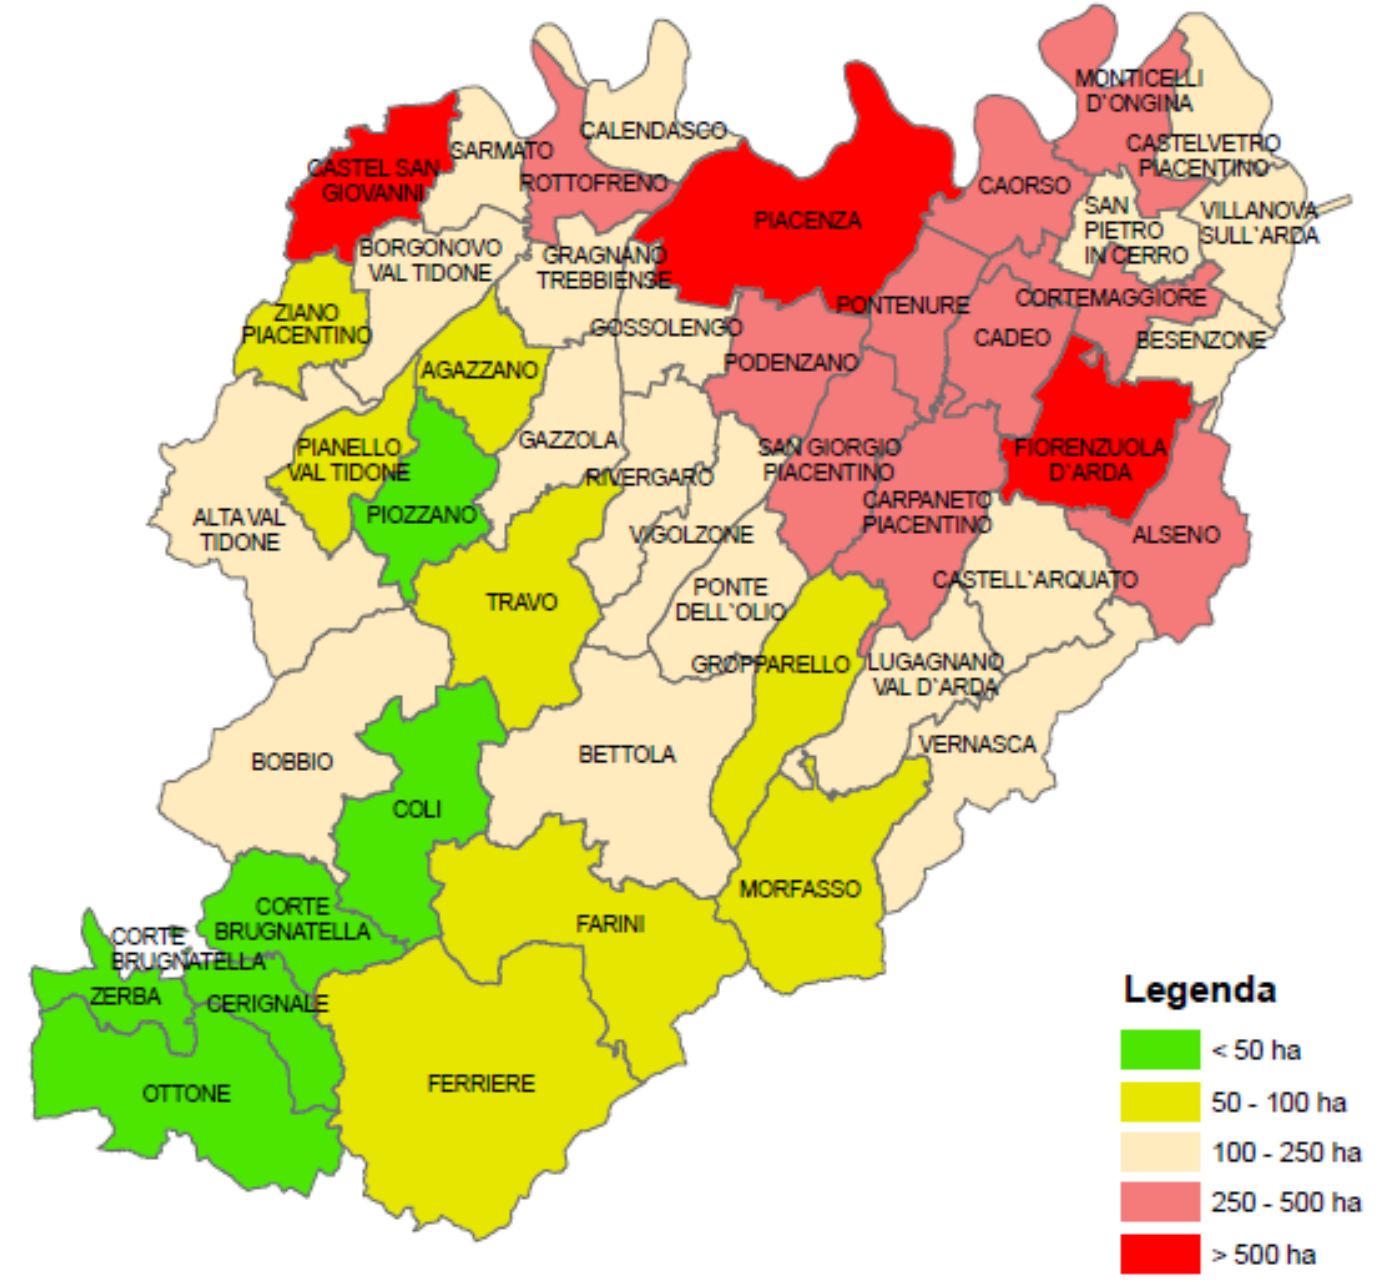 MONTICELLI
D`ONGINA
CALENDASCO
CASTELVETRO
PIACENTINO
SARMATO
CASTEL SAN
GIOVANNI
ROTTOFRENO
CAORSO
PIACENZA
SAN
PIETRO
IN CERRO
VILLANOVA
SULL`ARDA
BORGONOVO
VAL TIDONE
GRAGNANO
TREBBIENSE
ZIANO
PIACENTINO
GOSSOLENGO
PONTENURE
CORTEMAGGIORE
CADEO
BESENZONE
PODENZANO
AGAZZANO
GAZZOLA
PIANELLO
VAL TIDONE
RIVERGARO
SAN GIORGIO
PIACENTINO
FIORENZUOLA
D`ARDA
CARPANETO
PIACENTINO
ALTA VAL
TIDONE
PIOZZANO
VIGOLZONE
ALSENO
CASTELL`ARQUATO
TRAVO
PONTE
DELL`OLIO
GROPPARELLO
LUGAGNANO
VAL D`ARDA
BOBBIO
BETTOLA
VERNASCA
COLI
MORFASSO
CORTE
BRUGNATELLA
FARINI
CORTE
BRUGNATELLA
ZERBA
CERIGNALE
OTTONE
FERRIERE
Legenda
< 50 ha
50 - 100 ha
100 - 250 ha
250 - 500 ha
> 500 ha